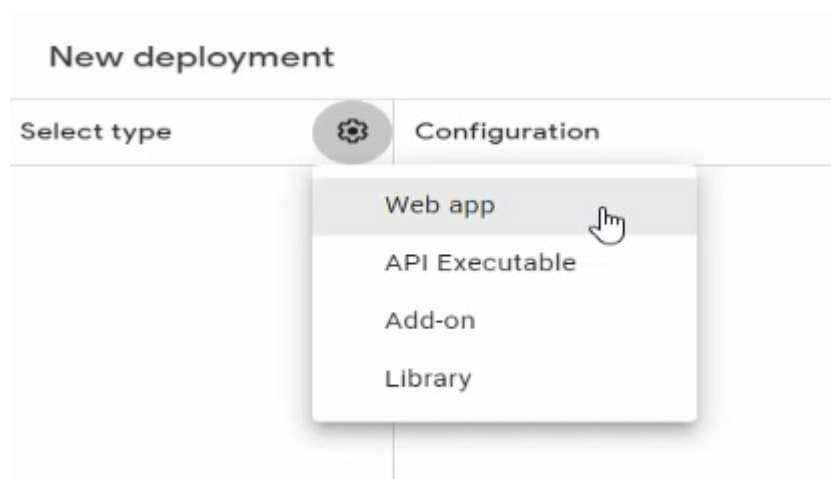 New deployment
Select type
Configuration
Web app
API Executable
Add-on
Library